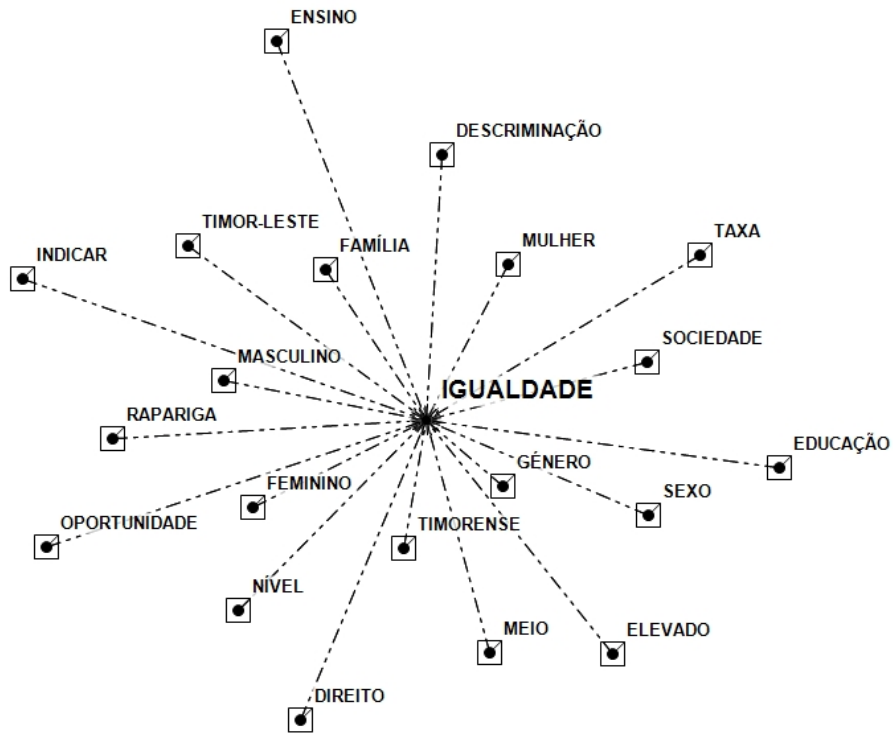 ENSINO
DESCRIMINAÇÃO
TIMOR-LESTE
FAMÍLIA
MULHER
TAXA
INDICAR
SOCIEDADE
MASCULINO
IGUALDADE
RAPARIGA
EDUCAÇÃO
GÉNERO
FEMININO
SEXO
OPORTUNIDADE
TIMORENSE
NÍVEL
MEIO
ELEVADO
DIREITO